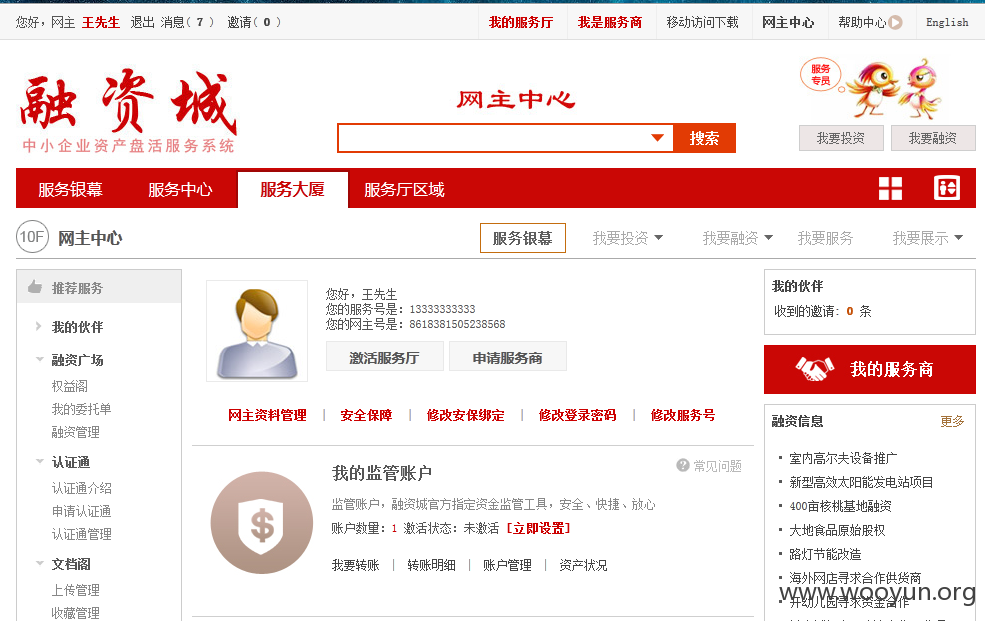 您好，网主 王先生 退出 消息( 7 ) 邀请( 0 ) 我的服务厅 我是服务商 移动访问下载 网主中心 帮助中心 English
融资城
中小企业资产盘活服务系统
网主中心
搜索
服务专员
我要投资 我要融资
服务银幕 服务中心 服务大厦 服务厅区域
10F 网主中心 服务银幕 我要投资 我要融资 我要服务 我要展示
推荐服务
我的伙伴
融资广场
权益阁
我的委托单
融资管理
认证通
认证通介绍
申请认证通
认证通管理
文档阁
上传管理
收藏管理
您好，王先生
您的服务号是：13333333333
您的网主号是：8618381505238568
激活服务厅 申请服务商
网主资料管理 | 安全保障 | 修改安保绑定 | 修改登录密码 | 修改服务号
我的监管账户 常见问题
监管账户，融资城官方指定资金监管工具，安全、快捷、放心
账户数量：1 激活状态：未激活 [立即设置]
我要转账 | 转账明细 | 账户管理 | 资产状况
我的伙伴
收到的邀请：0 条
我的服务商
融资信息 更多
室内高尔夫设备推广
新型高效太阳能发电站项目
400亩核桃基地融资
大地食品原始股权
路灯节能改造
海外网店寻求合作供货商
开幼儿园寻求资金合作
www.wooyun.org